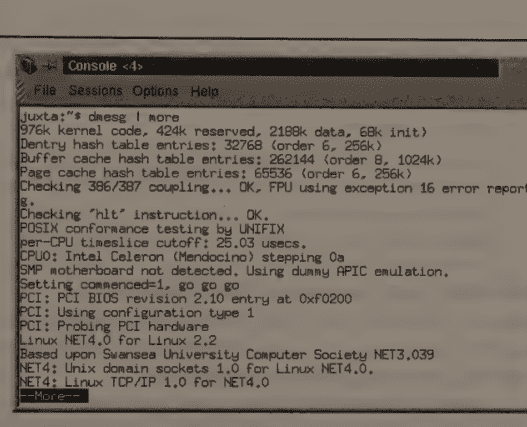 Console <4>
File Sessions Options Help
juxta:~$ dmesg | more
976k kernel code, 424k reserved, 2188k data, 68k init)
Dentry hash table entries: 32768 (order 6, 256k)
Buffer cache hash table entries: 262144 (order 8, 1024k)
Page cache hash table entries: 65536 (order 6, 256k)
Checking 386/387 coupling... OK, FPU using exception 16 error report
g.
Checking 'hlt' instruction... OK.
POSIX conformance testing by UNIFIX
per-CPU timeslice cutoff: 25.03 usecs.
CPU0: Intel Celeron (Mendocino) stepping 0a
SMP motherboard not detected. Using dummy APIC emulation.
Setting commenced=1, go go go
PCI: PCI BIOS revision 2.10 entry at 0xf0200
PCI: Using configuration type 1
PCI: Probing PCI hardware
Linux NET4.0 for Linux 2.2
Based upon Swansea University Computer Society NET3.039
NET4: Unix domain sockets 1.0 for Linux NET4.0.
NET4: Linux TCP/IP 1.0 for NET4.0
--More--